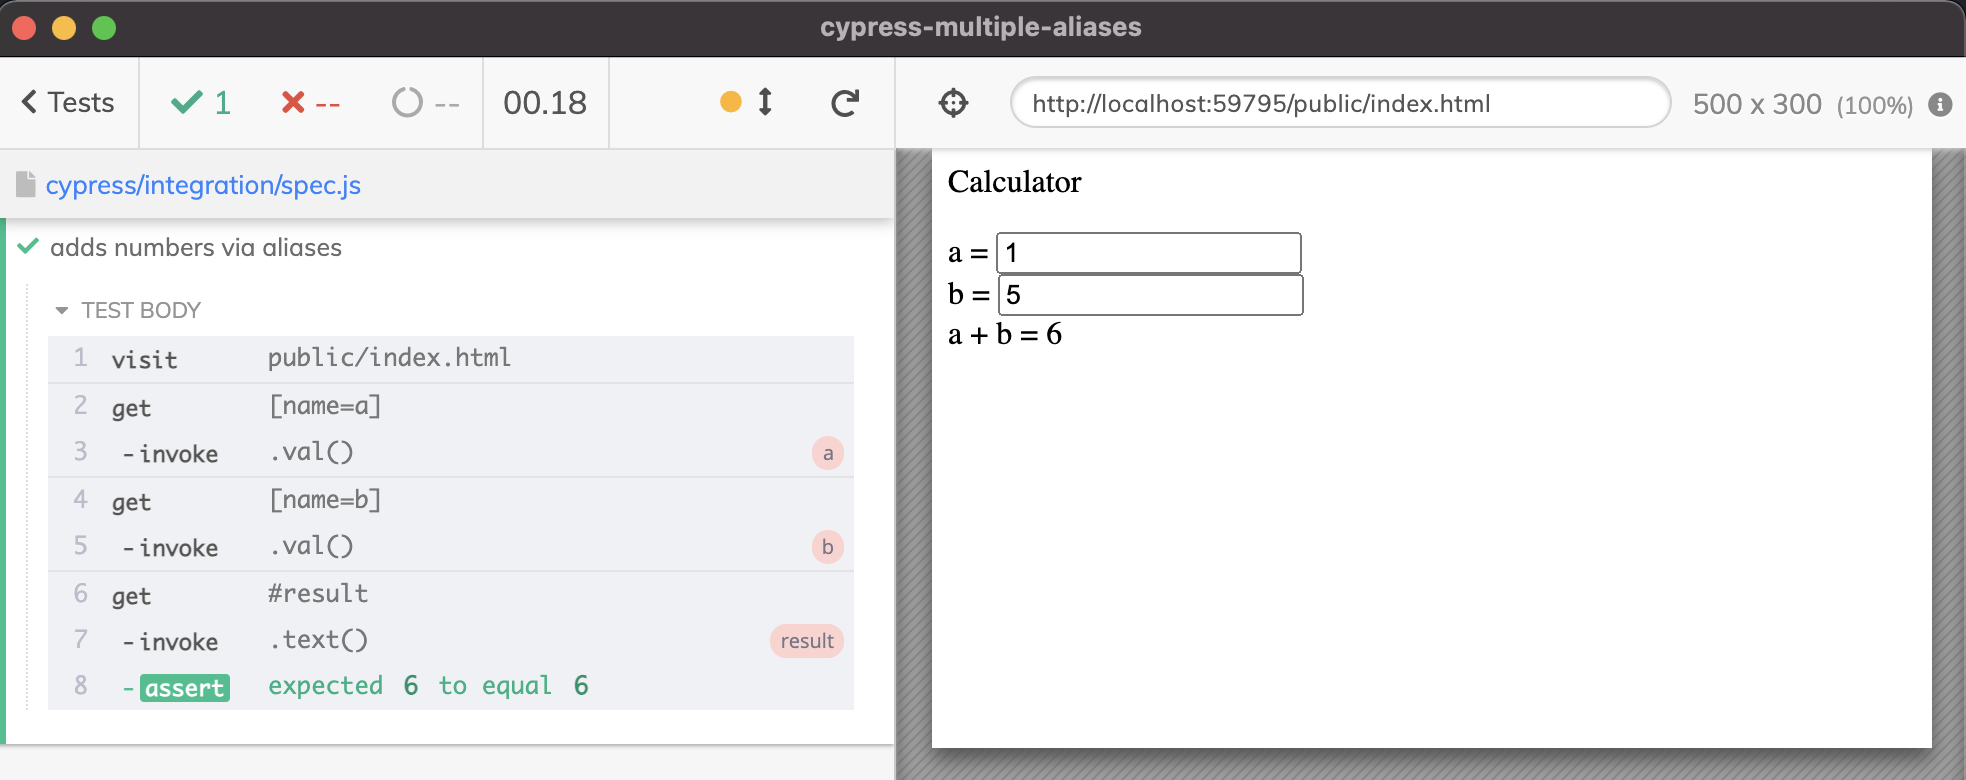 cypress-multiple-aliases
Tests 1 -- -- 00.18
http://localhost:59795/public/index.html 500 x 300 (100%)
cypress/integration/spec.js
adds numbers via aliases
TEST BODY
1 visit public/index.html
2 get [name=a]
3 -invoke .val() a
4 get [name=b]
5 -invoke .val() b
6 get #result
7 -invoke .text() result
8 -assert expected 6 to equal 6
Calculator
a = 1
b = 5
a + b = 6